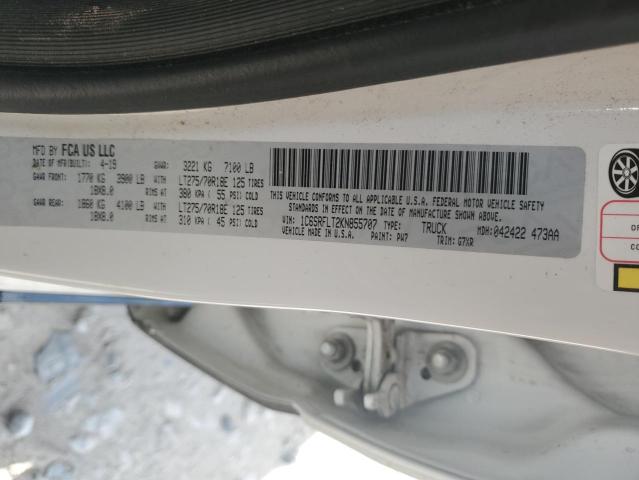 MFD BY FCA US LLC
DATE OF MFR(BUILT): 4-19 GVWR: 3221 KG 7100 LB
GAWR FRONT: 1770 KG 3900 LB WITH LT275/70R18E 125 TIRES
18X8.0 RIMS AT 380 KPA ( 55 PSI) COLD
GAWR REAR: 1860 KG 4100 LB WITH LT275/70R18E 125 TIRES
18X8.0 RIMS AT 310 KPA ( 45 PSI) COLD
THIS VEHICLE CONFORMS TO ALL APPLICABLE U.S.A. FEDERAL MOTOR VEHICLE SAFETY
STANDARDS IN EFFECT ON THE DATE OF MANUFACTURE SHOWN ABOVE.
VIN: 1C6SRFLT2KN855707 TYPE: TRUCK MDH: 042422 473AA
VEHICLE MADE IN U.S.A. PAINT: PW7 TRIM: G7XR